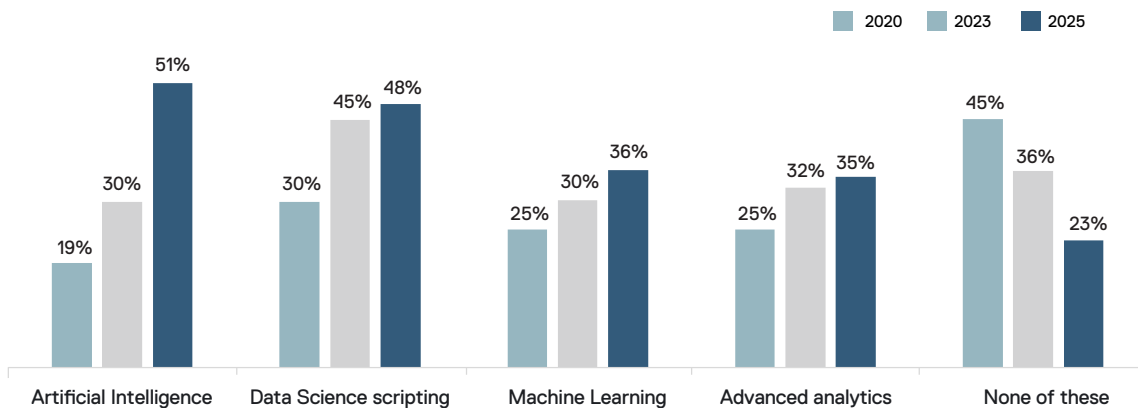 2020 2023 2025
51%
30%
19%
45%
48%
30%
36%
30%
25%
35%
32%
25%
45%
36%
23%
Artificial Intelligence
Data Science scripting
Machine Learning
Advanced analytics
None of these